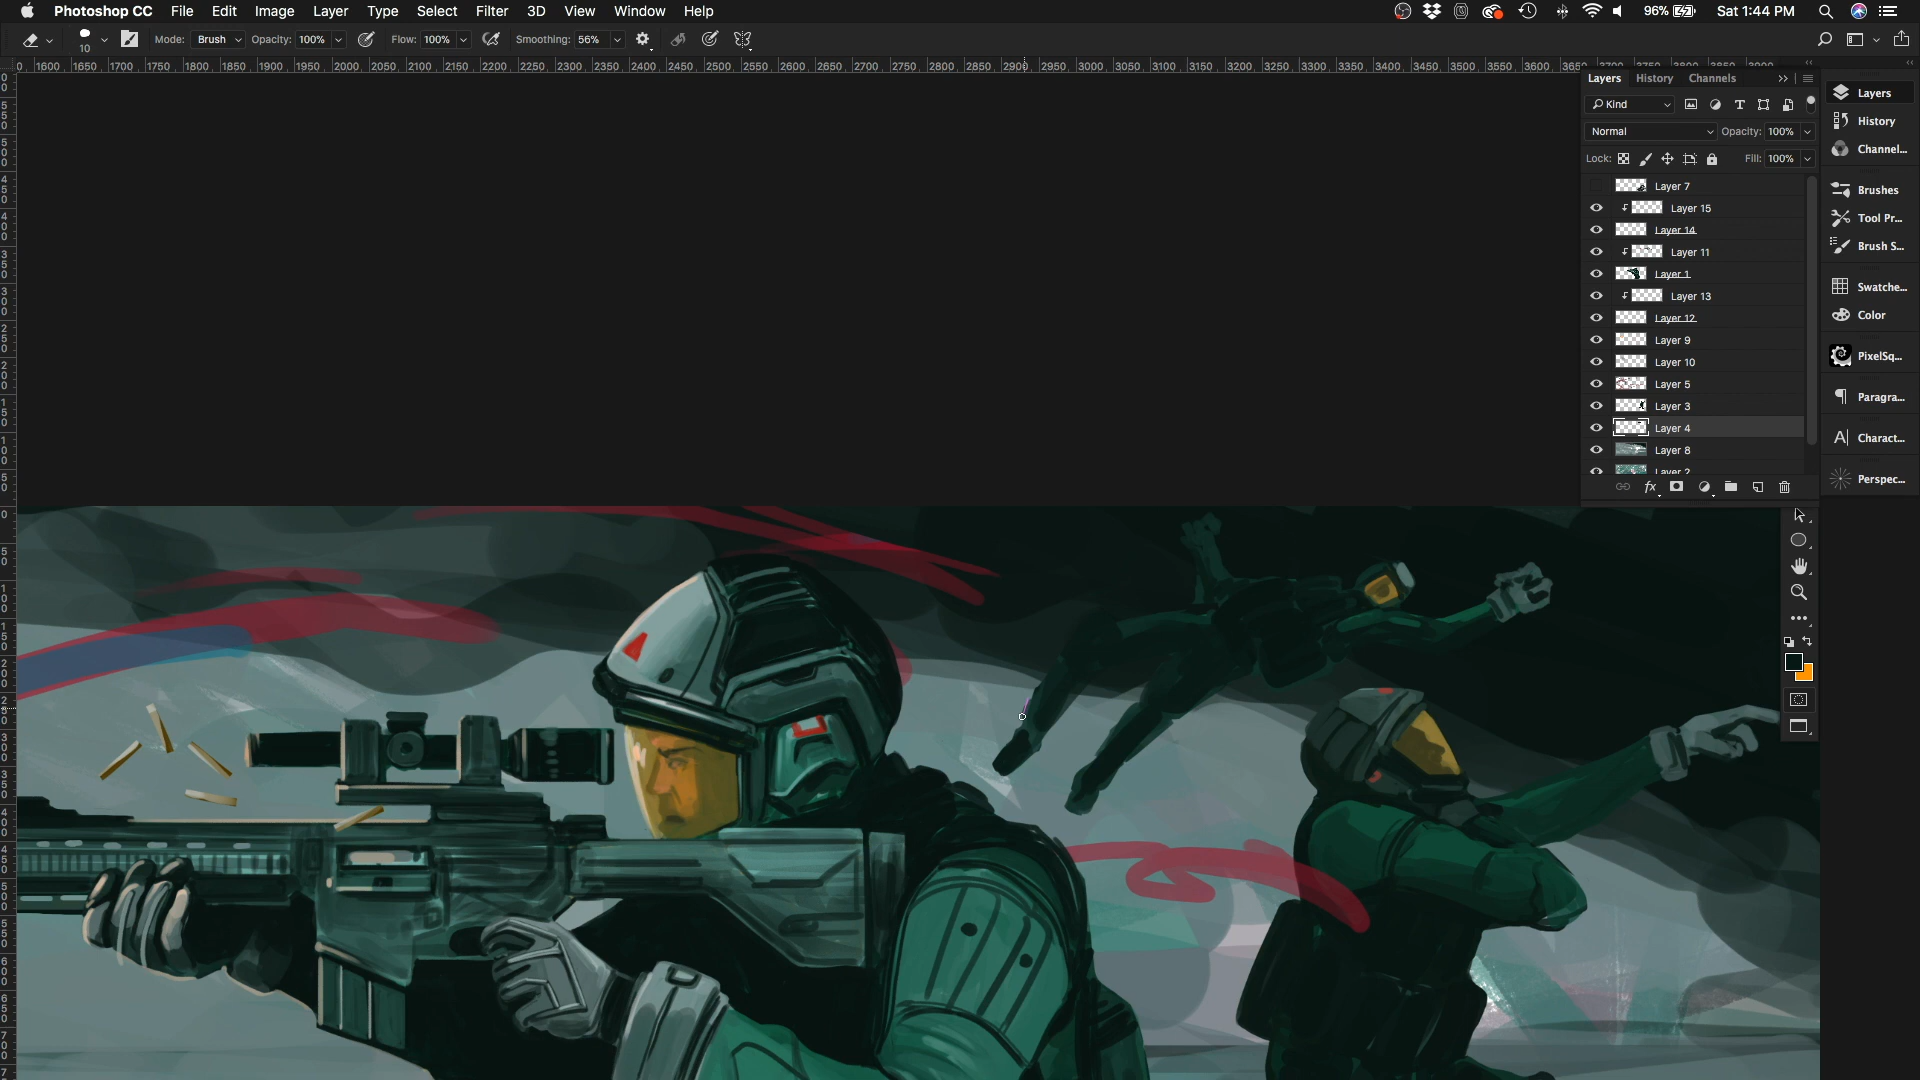 Photoshop CC File Edit Image Layer Type Select Filter 3D View Window Help 96% Sat 1:44 PM
10 Mode: Brush Opacity: 100% Flow: 100% Smoothing: 56%
1600 1650 1700 1750 1800 1850 1900 1950 2000 2050 2100 2150 2200 2250 2300 2350 2400 2450 2500 2550 2600 2650 2700 2750 2800 2850 2900 2950 3000 3050 3100 3150 3200 3250 3300 3350 3400 3450 3500 3550 3600
Layers History Channels
Kind
Normal Opacity: 100%
Lock: Fill: 100%
Layer 7
Layer 15
Layer 14
Layer 11
Layer 1
Layer 13
Layer 12
Layer 9
Layer 10
Layer 5
Layer 3
Layer 4
Layer 8
Layer 2
fx
Layers
History
Channel...
Brushes
Tool Pr...
Brush S...
Swatche...
Color
PixelSq...
Paragra...
Charact...
Perspec...